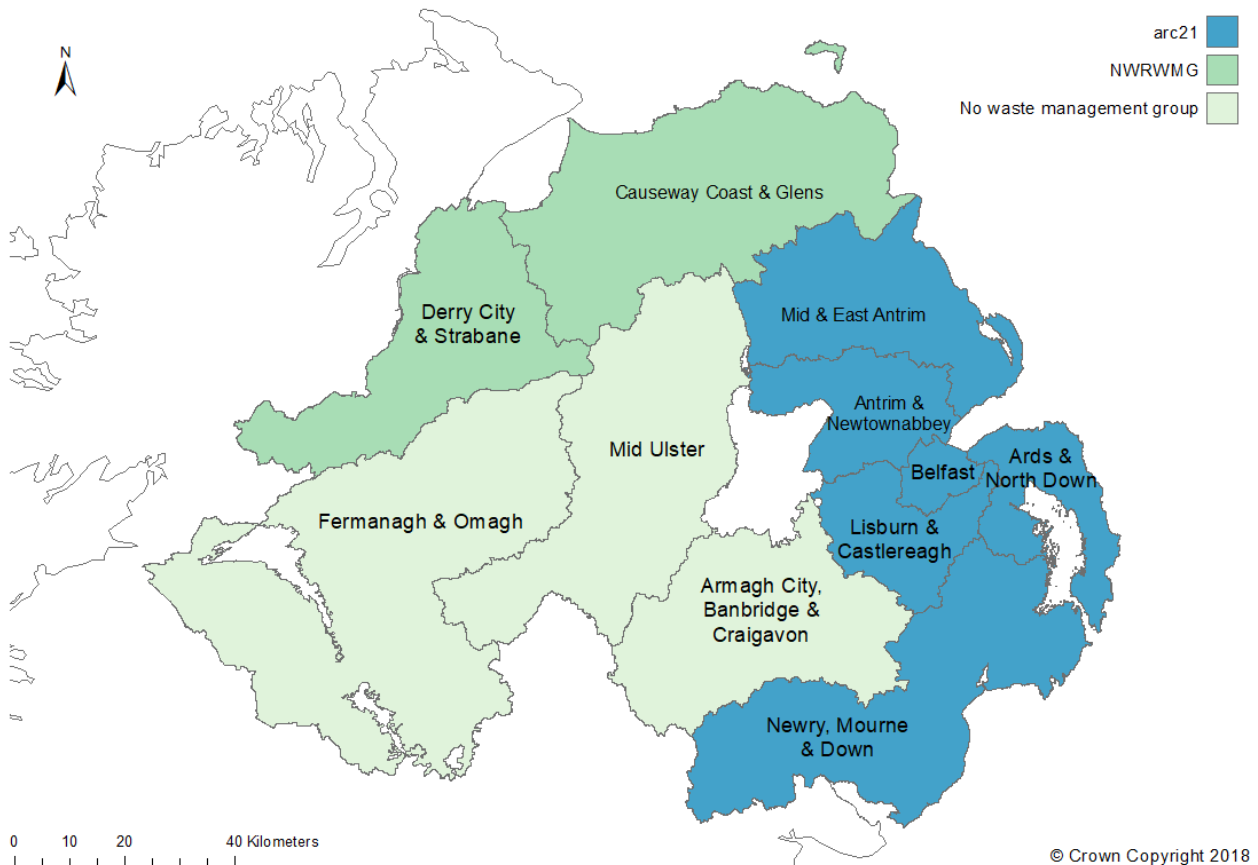 arc21
N
NWRWMG
No waste management group
Causeway Coast & Glens
Derry City
& Strabane
Mid & East Antrim
Antrim &
Newtownabbey
Mid Ulster
Belfast
Ards &
North Down
Fermanagh & Omagh
Lisburn &
Castlereagh
Armagh City,
Banbridge &
Craigavon
Newry, Mourne
& Down
0 10 20 40 Kilometers
© Crown Copyright 2018